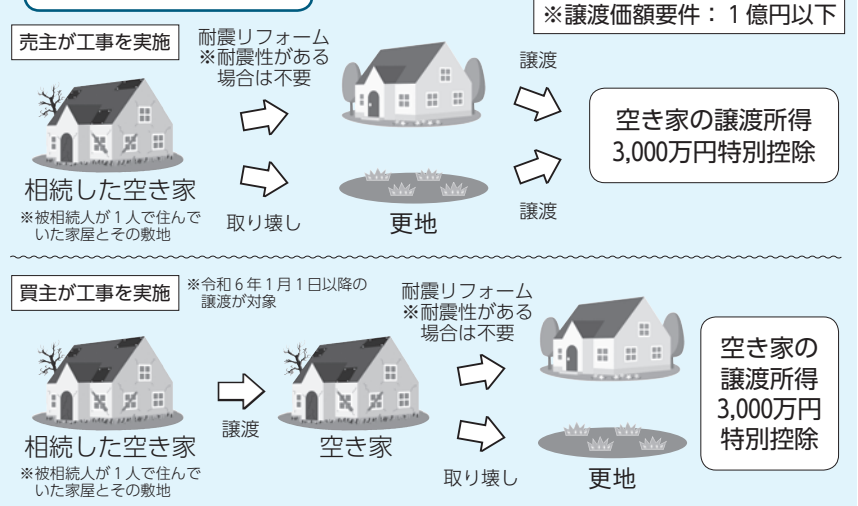 ※譲渡価額要件：１億円以下
売主が工事を実施
耐震リフォーム
※耐震性がある
場合は不要
譲渡
空き家の譲渡所得
3,000万円特別控除
相続した空き家
※被相続人が１人で住んで
いた家屋とその敷地
取り壊し
更地
譲渡
買主が工事を実施
※令和６年１月１日以降の
譲渡が対象
耐震リフォーム
※耐震性がある
場合は不要
相続した空き家
※被相続人が１人で住んで
いた家屋とその敷地
譲渡
空き家
取り壊し
更地
空き家の
譲渡所得
3,000万円
特別控除